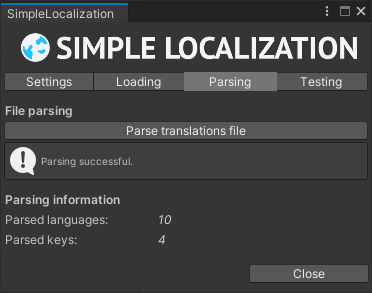 SimpleLocalization
SIMPLE LOCALIZATION
Settings Loading Parsing Testing
File parsing
Parse translations file
Parsing successful.
Parsing information
Parsed languages: 10
Parsed keys: 4
Close